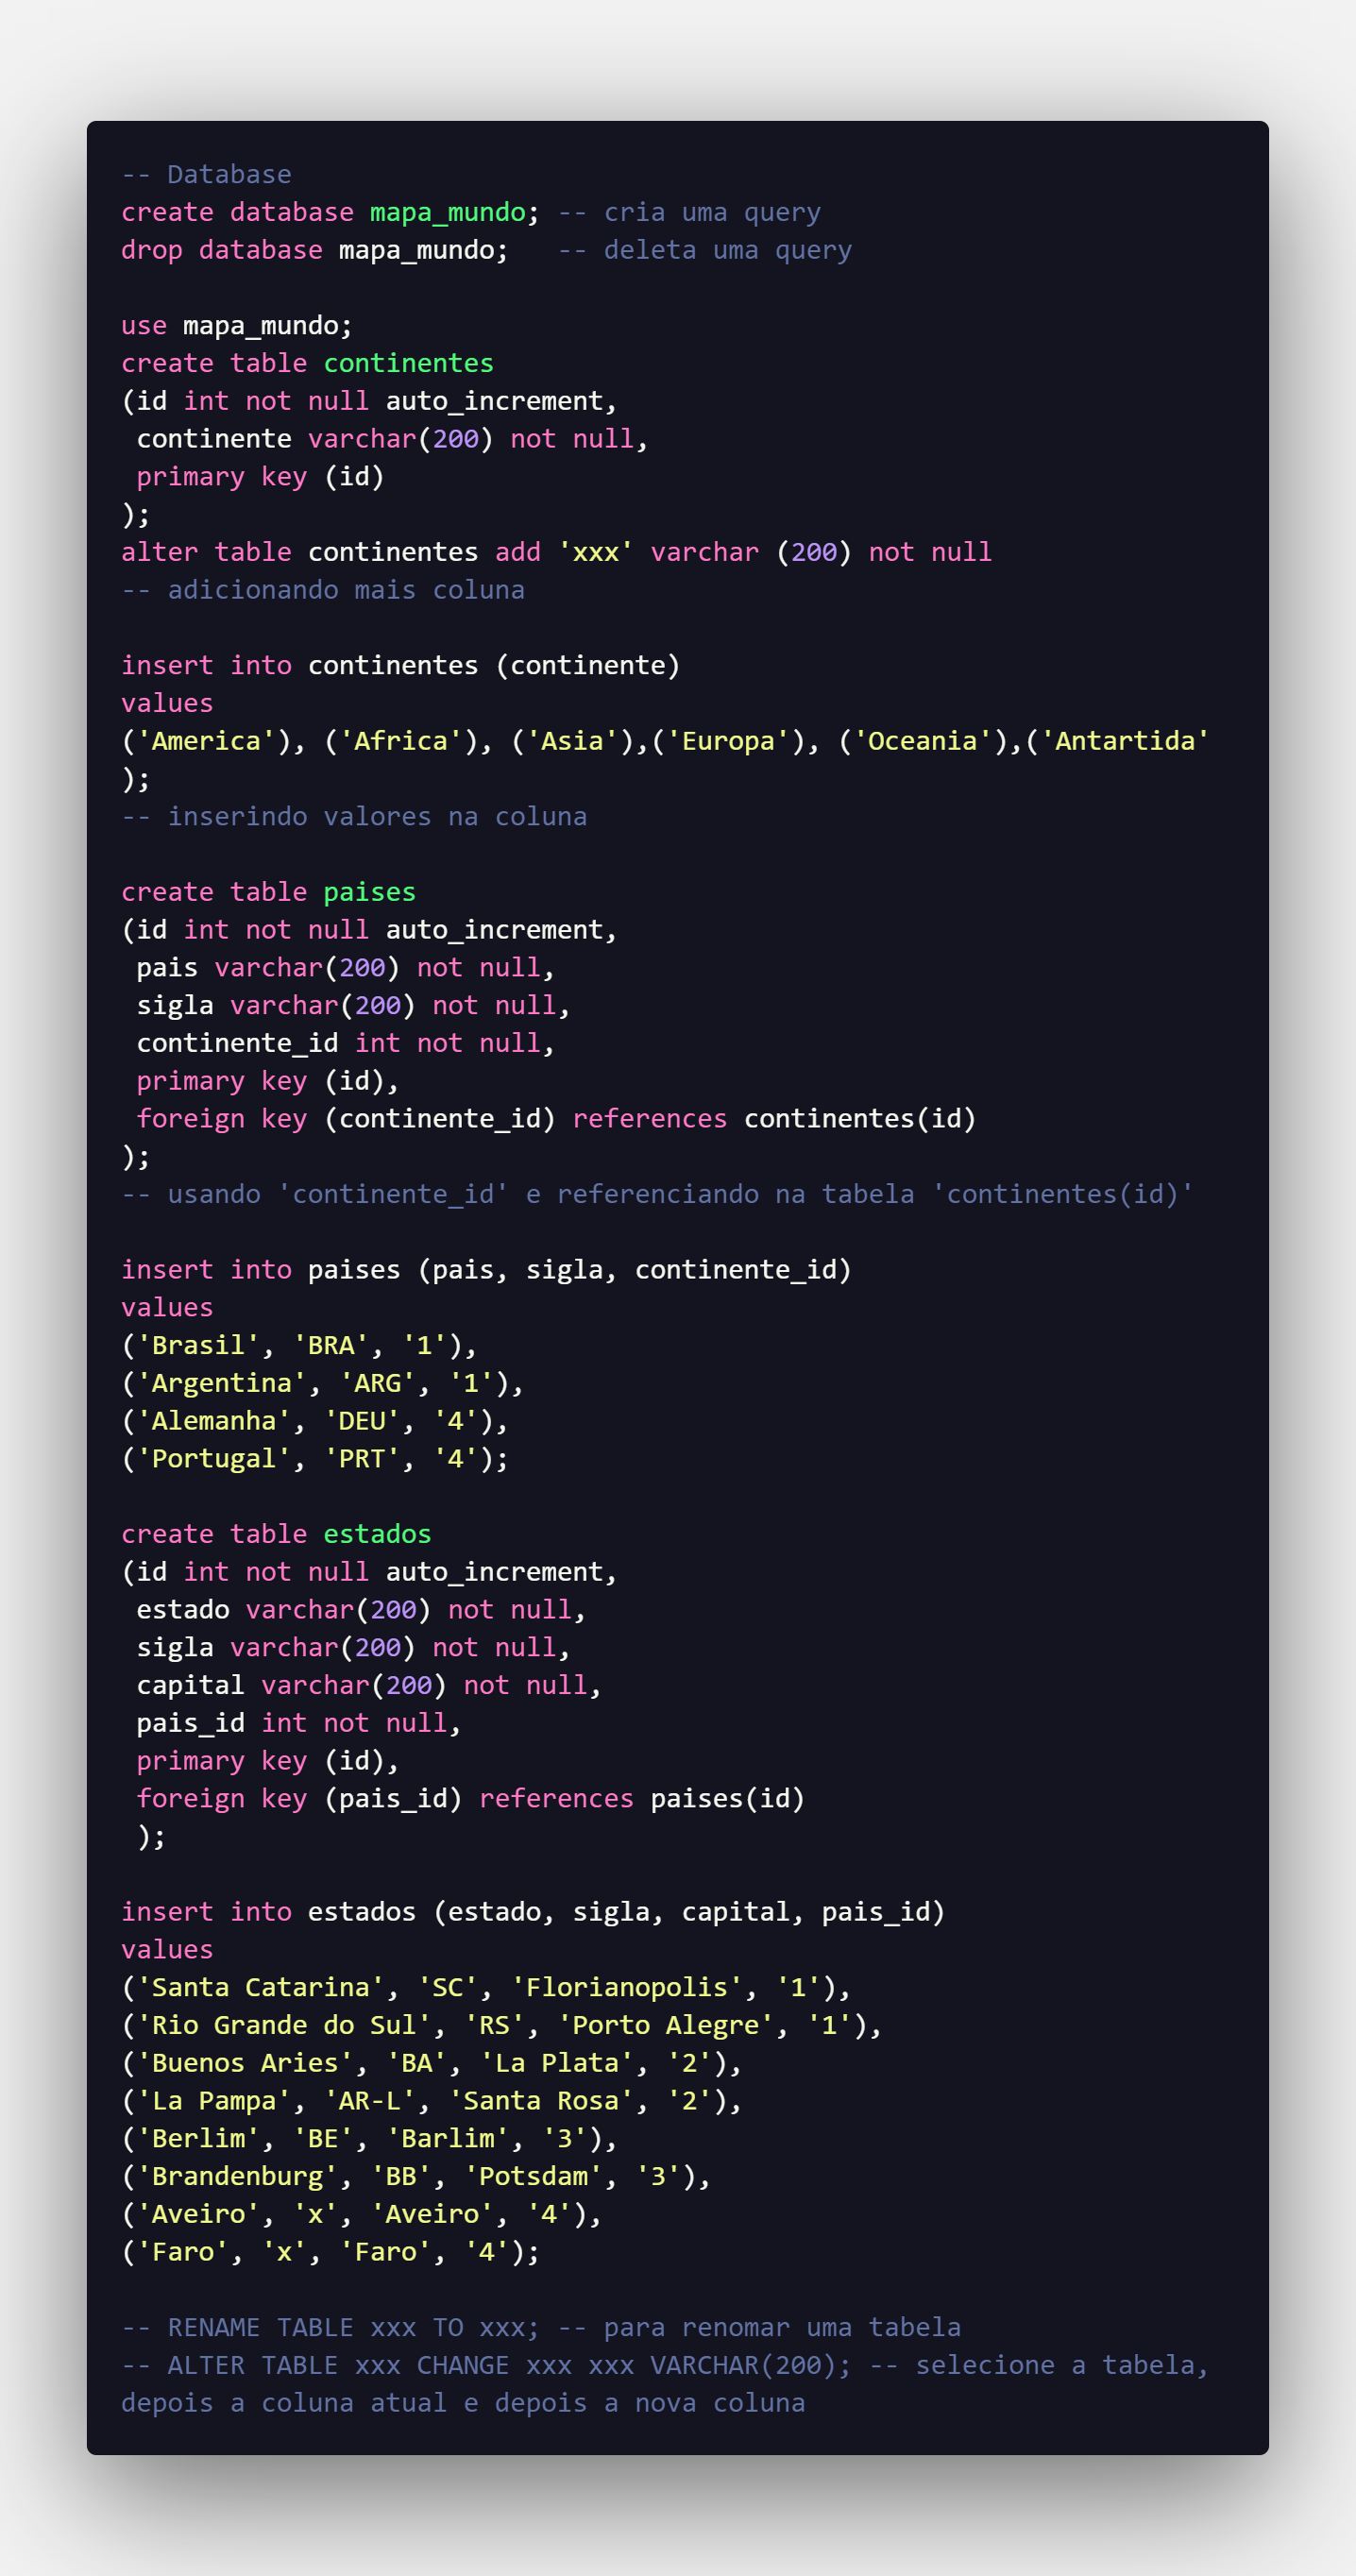 -- Database
create database mapa_mundo; -- cria uma query
drop database mapa_mundo;   -- deleta uma query

use mapa_mundo;
create table continentes
(id int not null auto_increment,
 continente varchar(200) not null,
 primary key (id)
);
alter table continentes add 'xxx' varchar (200) not null
-- adicionando mais coluna

insert into continentes (continente)
values
('America'), ('Africa'), ('Asia'),('Europa'), ('Oceania'),('Antartida'
);
-- inserindo valores na coluna

create table paises
(id int not null auto_increment,
 pais varchar(200) not null,
 sigla varchar(200) not null,
 continente_id int not null,
 primary key (id),
 foreign key (continente_id) references continentes(id)
);
-- usando 'continente_id' e referenciando na tabela 'continentes(id)'

insert into paises (pais, sigla, continente_id)
values
('Brasil', 'BRA', '1'),
('Argentina', 'ARG', '1'),
('Alemanha', 'DEU', '4'),
('Portugal', 'PRT', '4');

create table estados
(id int not null auto_increment,
 estado varchar(200) not null,
 sigla varchar(200) not null,
 capital varchar(200) not null,
 pais_id int not null,
 primary key (id),
 foreign key (pais_id) references paises(id)
 );

insert into estados (estado, sigla, capital, pais_id)
values
('Santa Catarina', 'SC', 'Florianopolis', '1'),
('Rio Grande do Sul', 'RS', 'Porto Alegre', '1'),
('Buenos Aries', 'BA', 'La Plata', '2'),
('La Pampa', 'AR-L', 'Santa Rosa', '2'),
('Berlim', 'BE', 'Barlim', '3'),
('Brandenburg', 'BB', 'Potsdam', '3'),
('Aveiro', 'x', 'Aveiro', '4'),
('Faro', 'x', 'Faro', '4');

-- RENAME TABLE xxx TO xxx; -- para renomar uma tabela
-- ALTER TABLE xxx CHANGE xxx xxx VARCHAR(200); -- selecione a tabela,
depois a coluna atual e depois a nova coluna